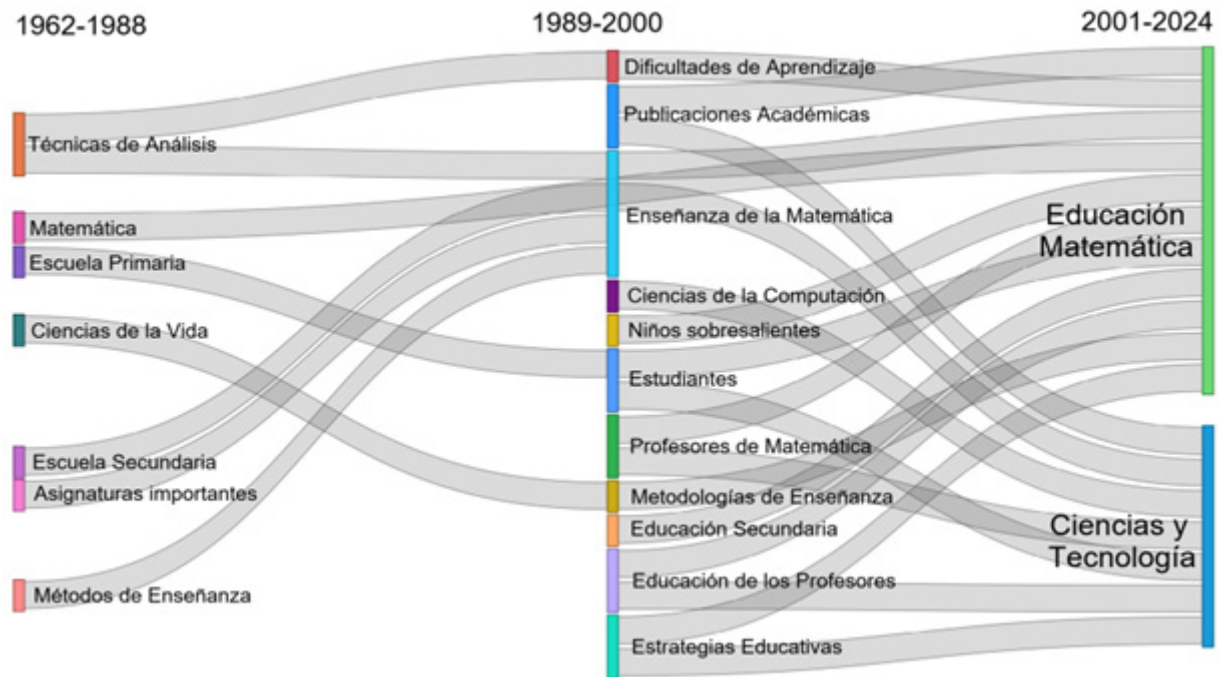 1962-1988
1989-2000
2001-2024
Técnicas de Análisis
Matemática
Escuela Primaria
Ciencias de la Vida
Escuela Secundaria
Asignaturas importantes
Métodos de Enseñanza
Dificultades de Aprendizaje
Publicaciones Académicas
Enseñanza de la Matemática
Ciencias de la Computación
Niños sobresalientes
Estudiantes
Profesores de Matemática
Metodologías de Enseñanza
Educación Secundaria
Educación de los Profesores
Estrategias Educativas
Educación
Matemática
Ciencias y
Tecnología